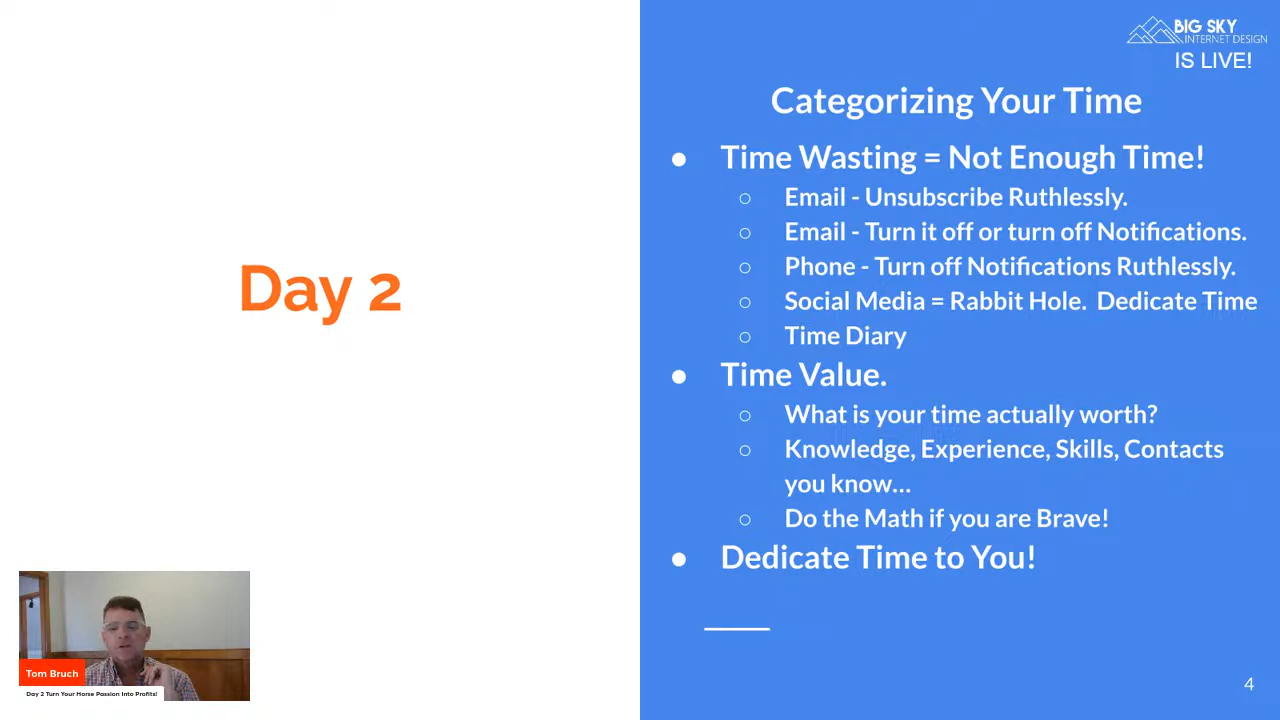 BIG SKY
INTERNET DESIGN
IS LIVE!
Categorizing Your Time
● Time Wasting = Not Enough Time!
○ Email - Unsubscribe Ruthlessly.
○ Email - Turn it off or turn off Notifications.
○ Phone - Turn off Notifications Ruthlessly.
○ Social Media = Rabbit Hole.  Dedicate Time
○ Time Diary
● Time Value.
○ What is your time actually worth?
○ Knowledge, Experience, Skills, Contacts
you know...
○ Do the Math if you are Brave!
● Dedicate Time to You!
4
Day 2
Tom Bruch
Day 2 Turn Your Horse Passion Into Profits!